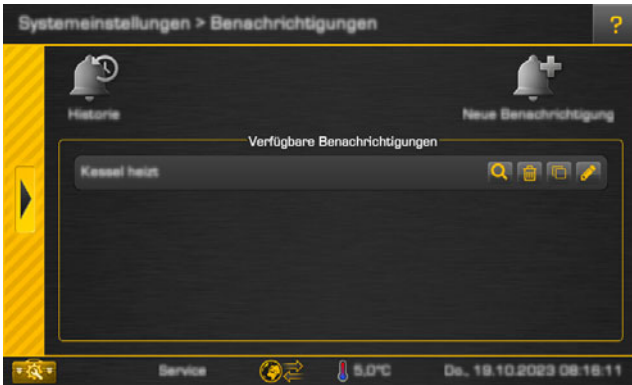 Systemeinstellungen > Benachrichtigungen
?
Historie
Neue Benachrichtigung
Verfügbare Benachrichtigungen
Kessel heizt
Service
5,0°C
Do., 19.10.2023 08:16:11